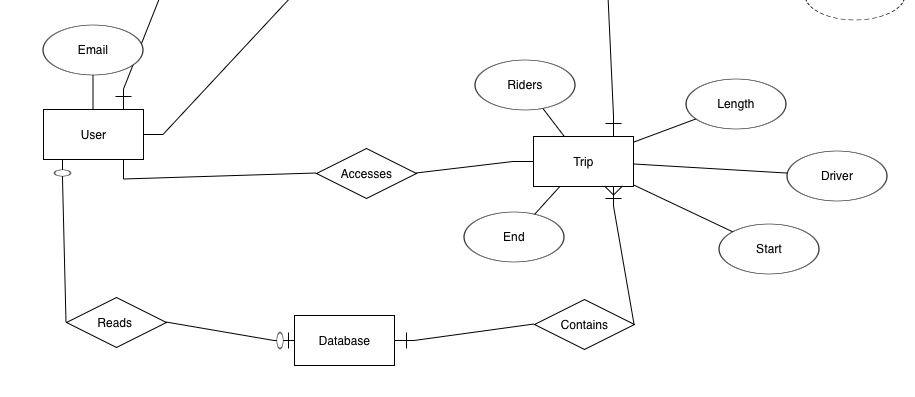 Email
Riders
Length
User
Trip
Accesses
Driver
End
Start
Reads
Contains
Database